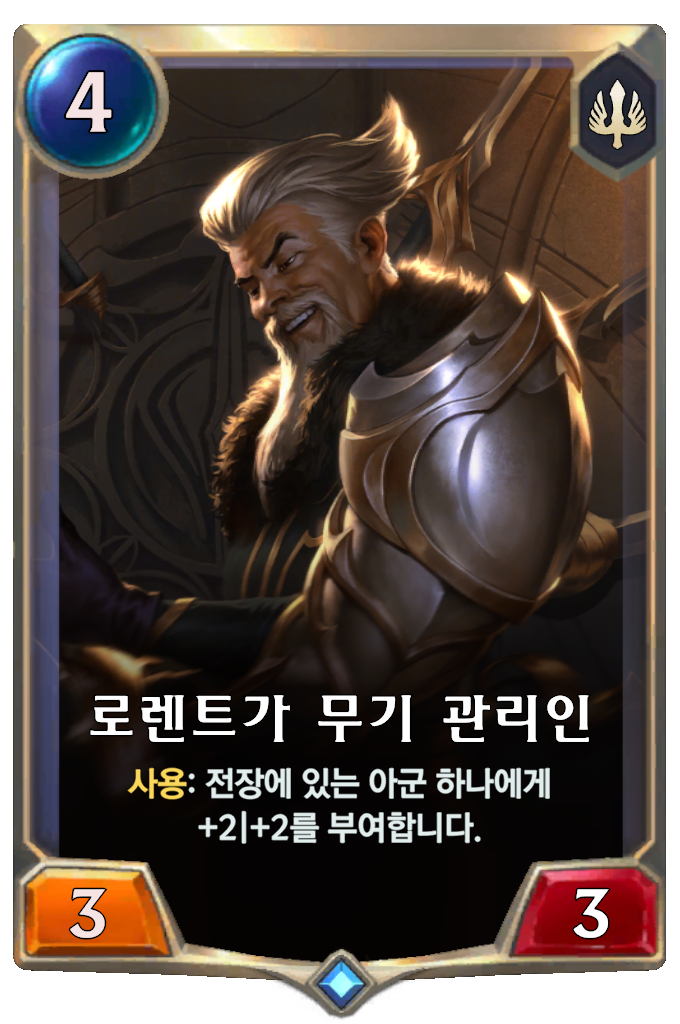 4
로렌트가 무기 관리인
사용: 전장에 있는 아군 하나에게
+2|+2를 부여합니다.
3
3